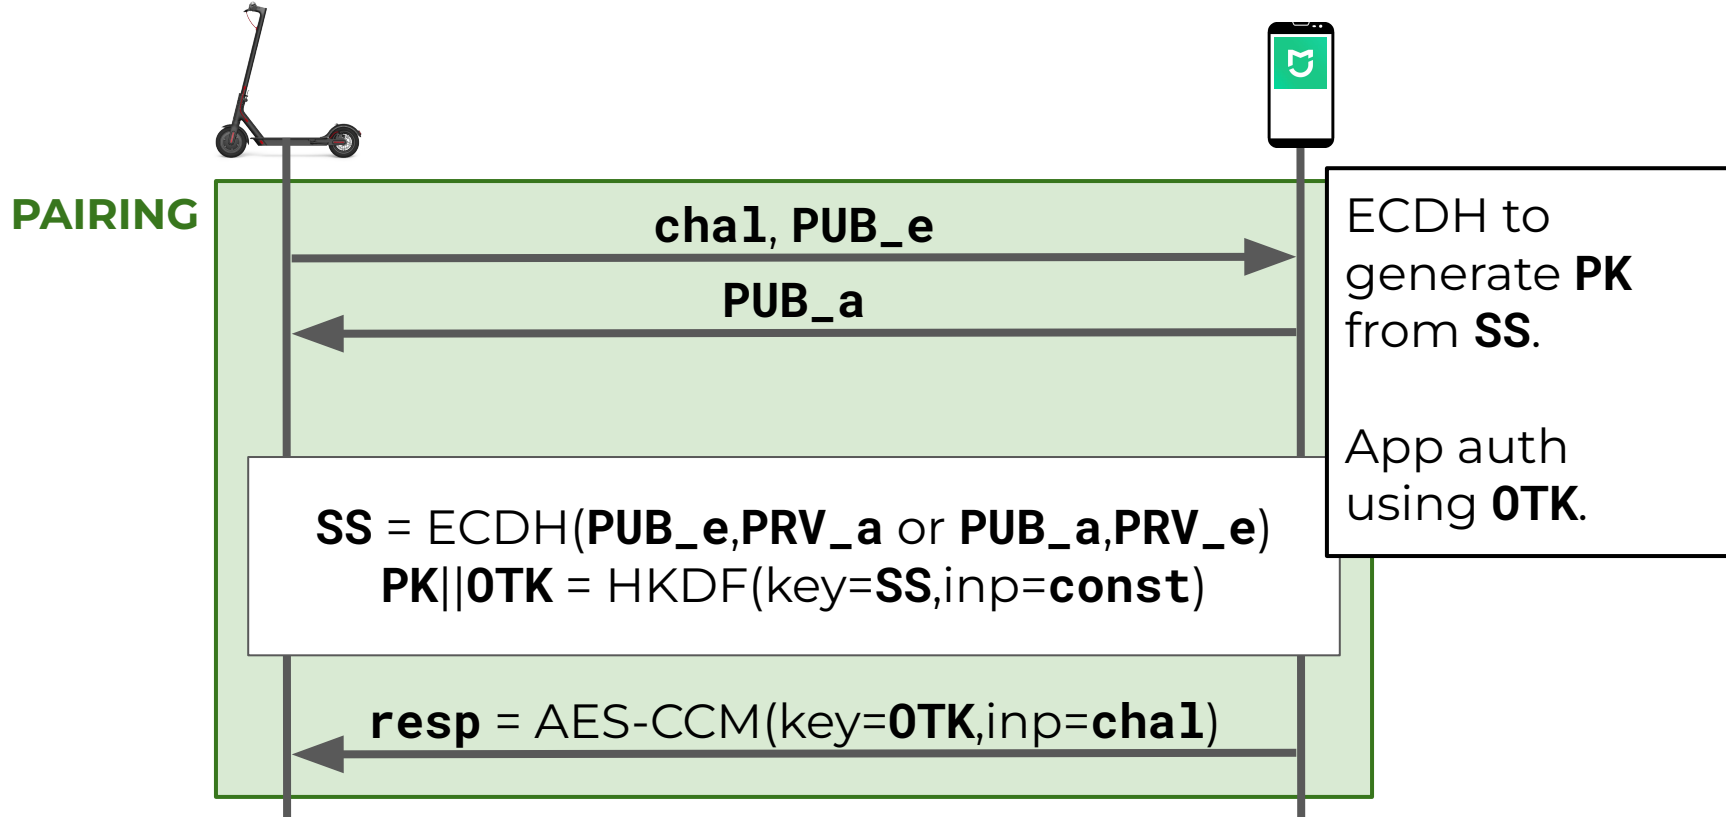 PAIRING
chal, PUB_e
PUB_a
ECDH to
generate PK
from SS.
App auth
using OTK.
SS = ECDH(PUB_e,PRV_a or PUB_a,PRV_e)
PK||OTK = HKDF(key=SS,inp=const)
resp = AES-CCM(key=OTK,inp=chal)